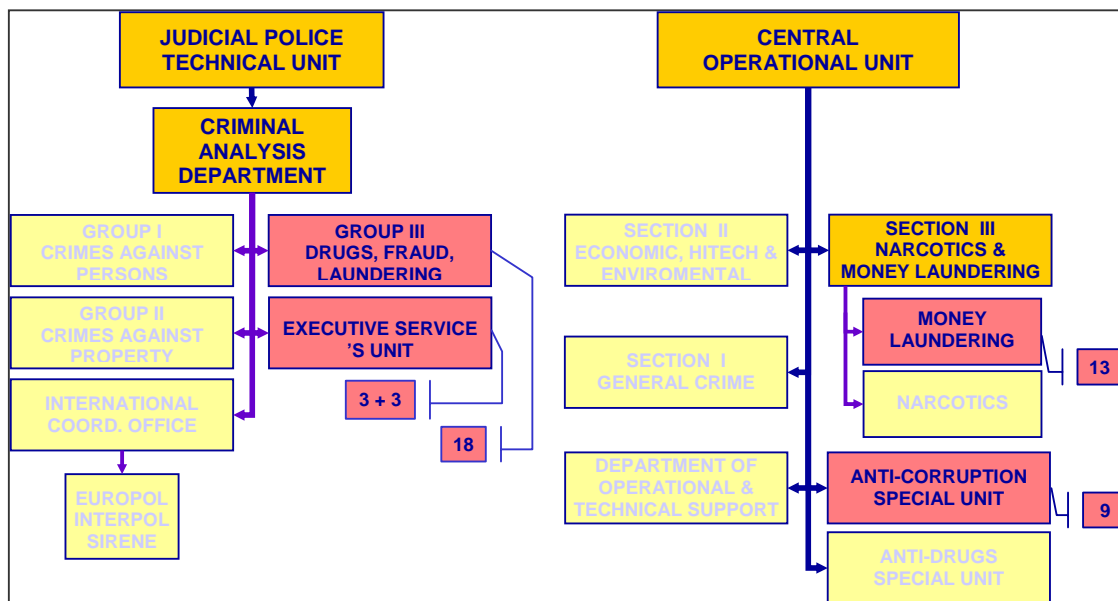 JUDICIAL POLICE
TECHNICAL UNIT
CRIMINAL
ANALYSIS
DEPARTMENT
GROUP I
CRIMES AGAINST
PERSONS
GROUP III
DRUGS, FRAUD,
LAUNDERING
GROUP II
CRIMES AGAINST
PROPERTY
EXECUTIVE SERVICE
'S UNIT
3 + 3
18
INTERNATIONAL
COORD. OFFICE
EUROPOL
INTERPOL
SIRENE
CENTRAL
OPERATIONAL UNIT
SECTION II
ECONOMIC, HITECH &
ENVIROMENTAL
SECTION III
NARCOTICS &
MONEY LAUNDERING
MONEY
LAUNDERING
13
SECTION I
GENERAL CRIME
NARCOTICS
DEPARTMENT OF
OPERATIONAL &
TECHNICAL SUPPORT
ANTI-CORRUPTION
SPECIAL UNIT
9
ANTI-DRUGS
SPECIAL UNIT